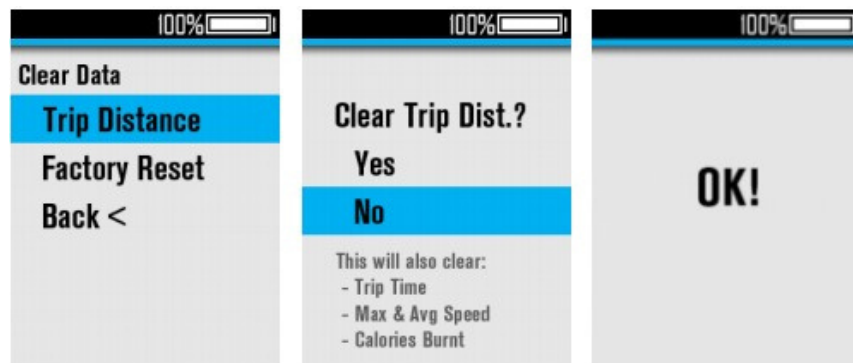 100%
Clear Data
Trip Distance
Factory Reset
Back <
100%
Clear Trip Dist.?
Yes
No
This will also clear:
- Trip Time
- Max & Avg Speed
- Calories Burnt
100%
OK!